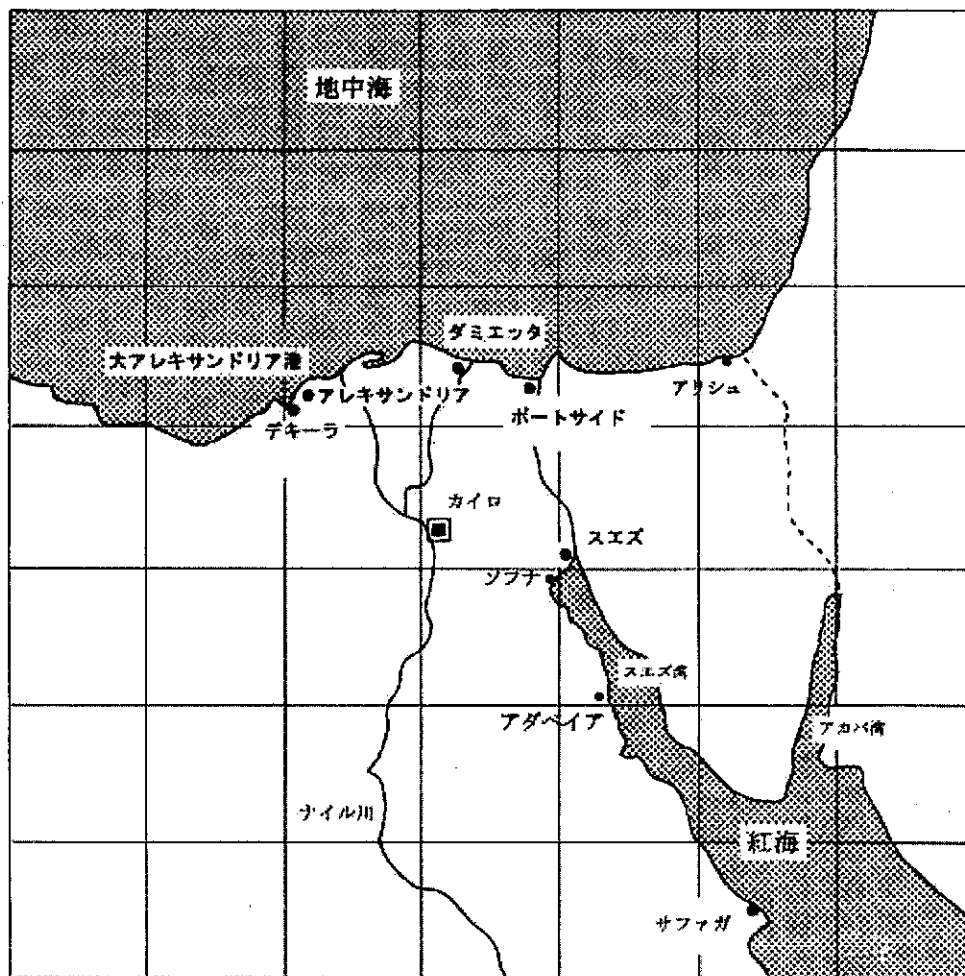 地中海
ダミエッタ
大アレキサンドリア港
アレキサンドリア
デキーラ
ポートサイド
アリシュ
カイロ
スエズ
ソフナ
スエズ湾
アダベイア
アカバ湾
ナイル川
紅海
サファガ